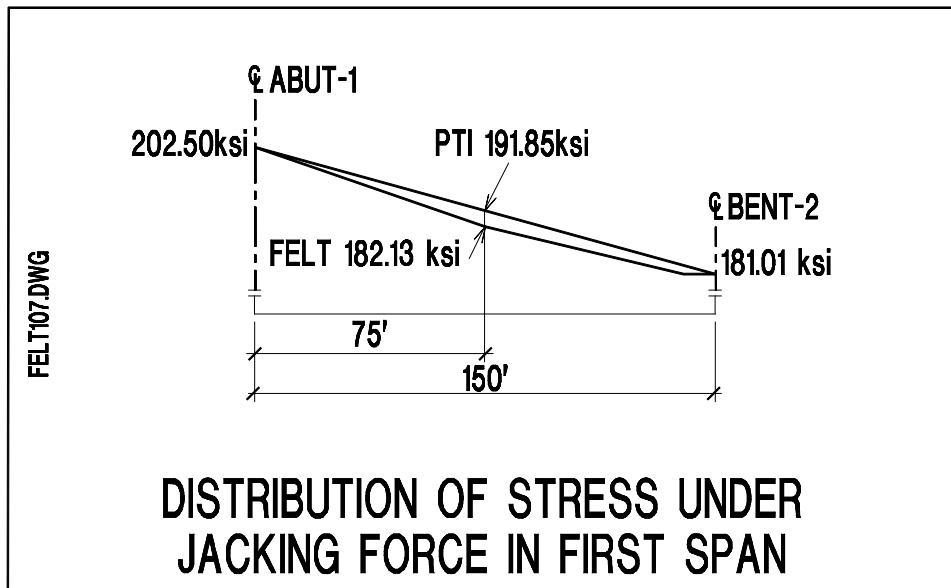 ℄ ABUT-1
202.50ksi
PTI 191.85ksi
℄ BENT-2
FELT 182.13 ksi
181.01 ksi
75'
150'
FELT107.DWG
DISTRIBUTION OF STRESS UNDER
JACKING FORCE IN FIRST SPAN